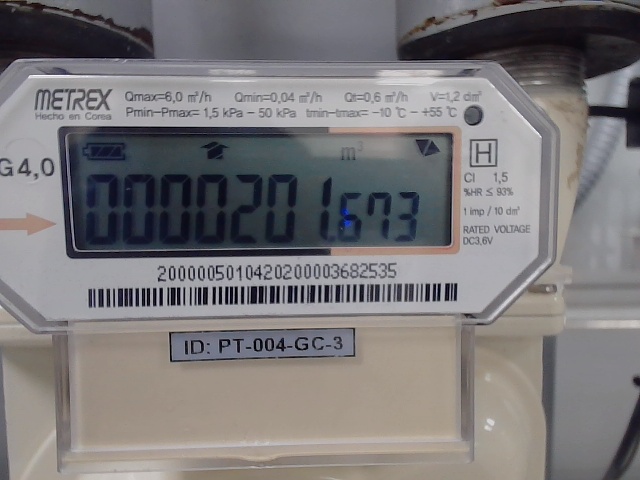 METREX
Hecho en Corea
Qmax=6,0 m³/h Qmin=0,04 m³/h Qt=0,6 m³/h V=1,2 dm³
Pmin-Pmax= 1,5 kPa - 50 kPa tmin-tmax= -10 °C - +55 °C
G4,0
m³
0000201.673
H
Cl 1,5
%HR ≤ 93%
1 imp / 10 dm³
RATED VOLTAGE
DC3,6V
20000050104202000003682535
ID: PT-004-GC-3